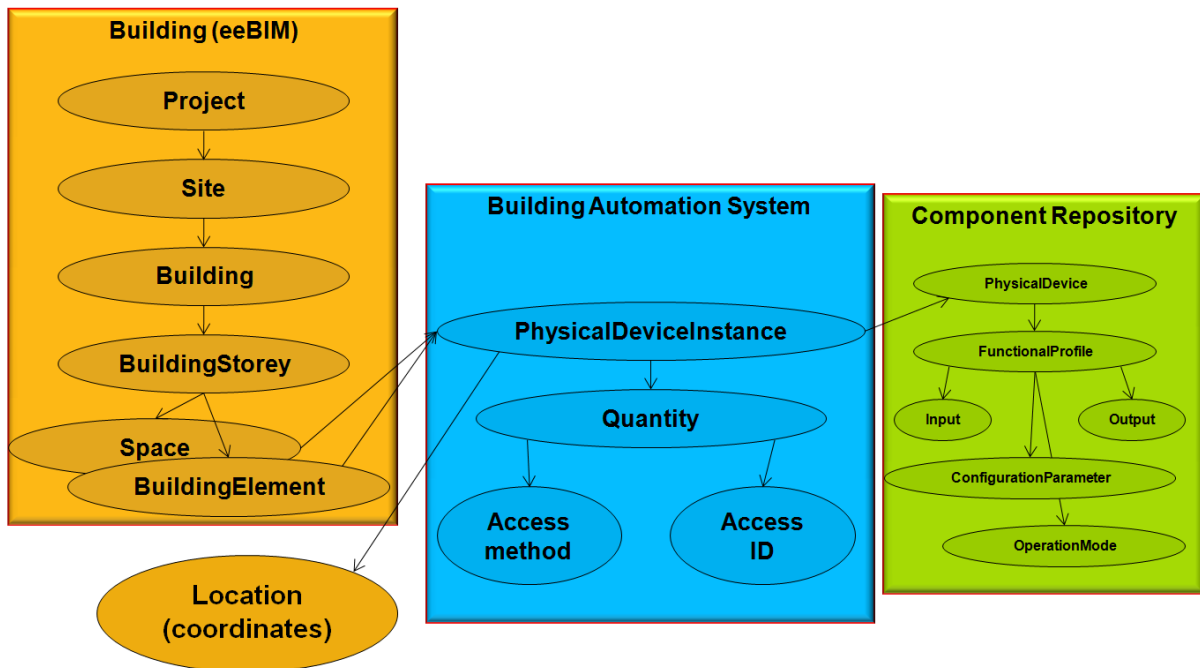 Building (eeBIM)
Project
Site
Building
BuildingStorey
Space
BuildingElement
Location
(coordinates)
Building Automation System
PhysicalDeviceInstance
Quantity
Access
method
Access
ID
Component Repository
PhysicalDevice
FunctionalProfile
Input
Output
ConfigurationParameter
OperationMode